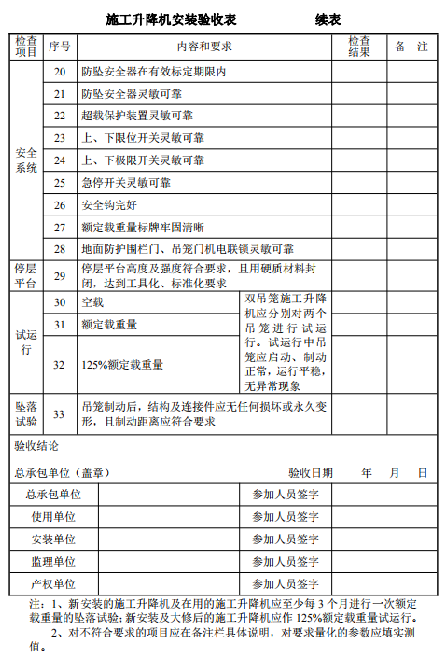 施工升降机安装验收表 续表
检查项目 序号 内容和要求 检查结果 备 注
安全系统
20 防坠安全器在有效标定期限内
21 防坠安全器灵敏可靠
22 超载保护装置灵敏可靠
23 上、下限位开关灵敏可靠
24 上、下极限开关灵敏可靠
25 急停开关灵敏可靠
26 安全钩完好
27 额定载重量标牌牢固清晰
28 地面防护围栏门、吊笼门机电联锁灵敏可靠
停层平台 29 停层平台高度及强度符合要求，且用硬质材料封
闭，达到工具化、标准化要求
试运行
30 空载
31 额定载重量
32 125%额定载重量
双吊笼施工升降
机应分别对两个
吊笼进行试运
行。试运行中吊
笼应启动、制动
正常，运行平稳，
无异常现象
坠落试验 33 吊笼制动后，结构及连接件应无任何损坏或永久变
形，且制动距离应符合要求
验收结论
总承包单位（盖章） 验收日期 年 月 日
总承包单位 参加人员签字
使用单位 参加人员签字
安装单位 参加人员签字
监理单位 参加人员签字
产权单位 参加人员签字
注：1、新安装的施工升降机及在用的施工升降机应至少每 3 个月进行一次额定
载重量的坠落试验；新安装及大修后的施工升降机应作 125%额定载重量试运行。
2、对不符合要求的项目应在备注栏具体说明，对要求量化的参数应填实测
值。